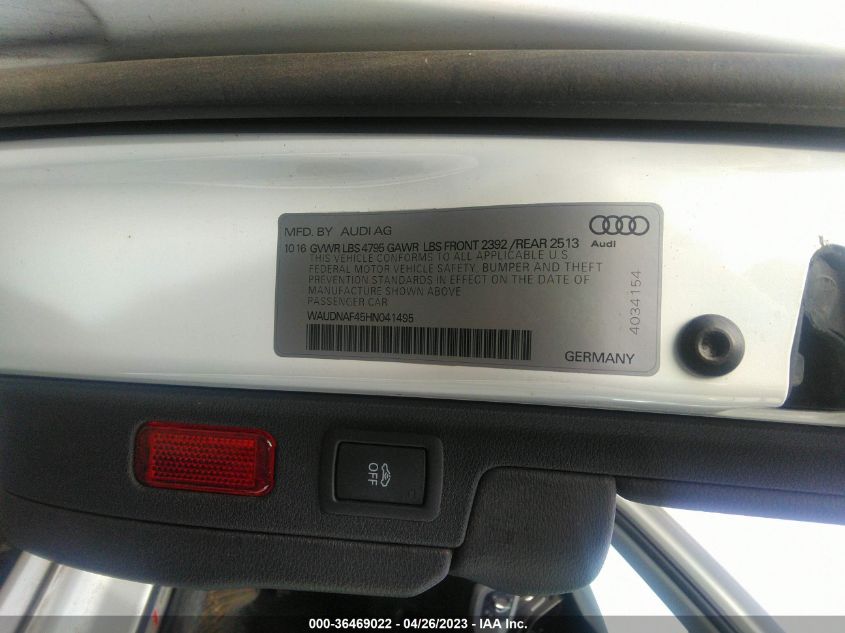 MFD. BY AUDI AG
10 16 GVWR LBS 4795 GAWR LBS FRONT 2392 /REAR 2513
Audi
THIS VEHICLE CONFORMS TO ALL APPLICABLE U.S
FEDERAL MOTOR VEHICLE SAFETY, BUMPER AND THEFT
PREVENTION STANDARDS IN EFFECT ON THE DATE OF
MANUFACTURE SHOWN ABOVE
PASSENGER CAR
WAUDNAF45HN041495
4034154
GERMANY
OFF
000-36469022 - 04/26/2023 - © IAA Inc.